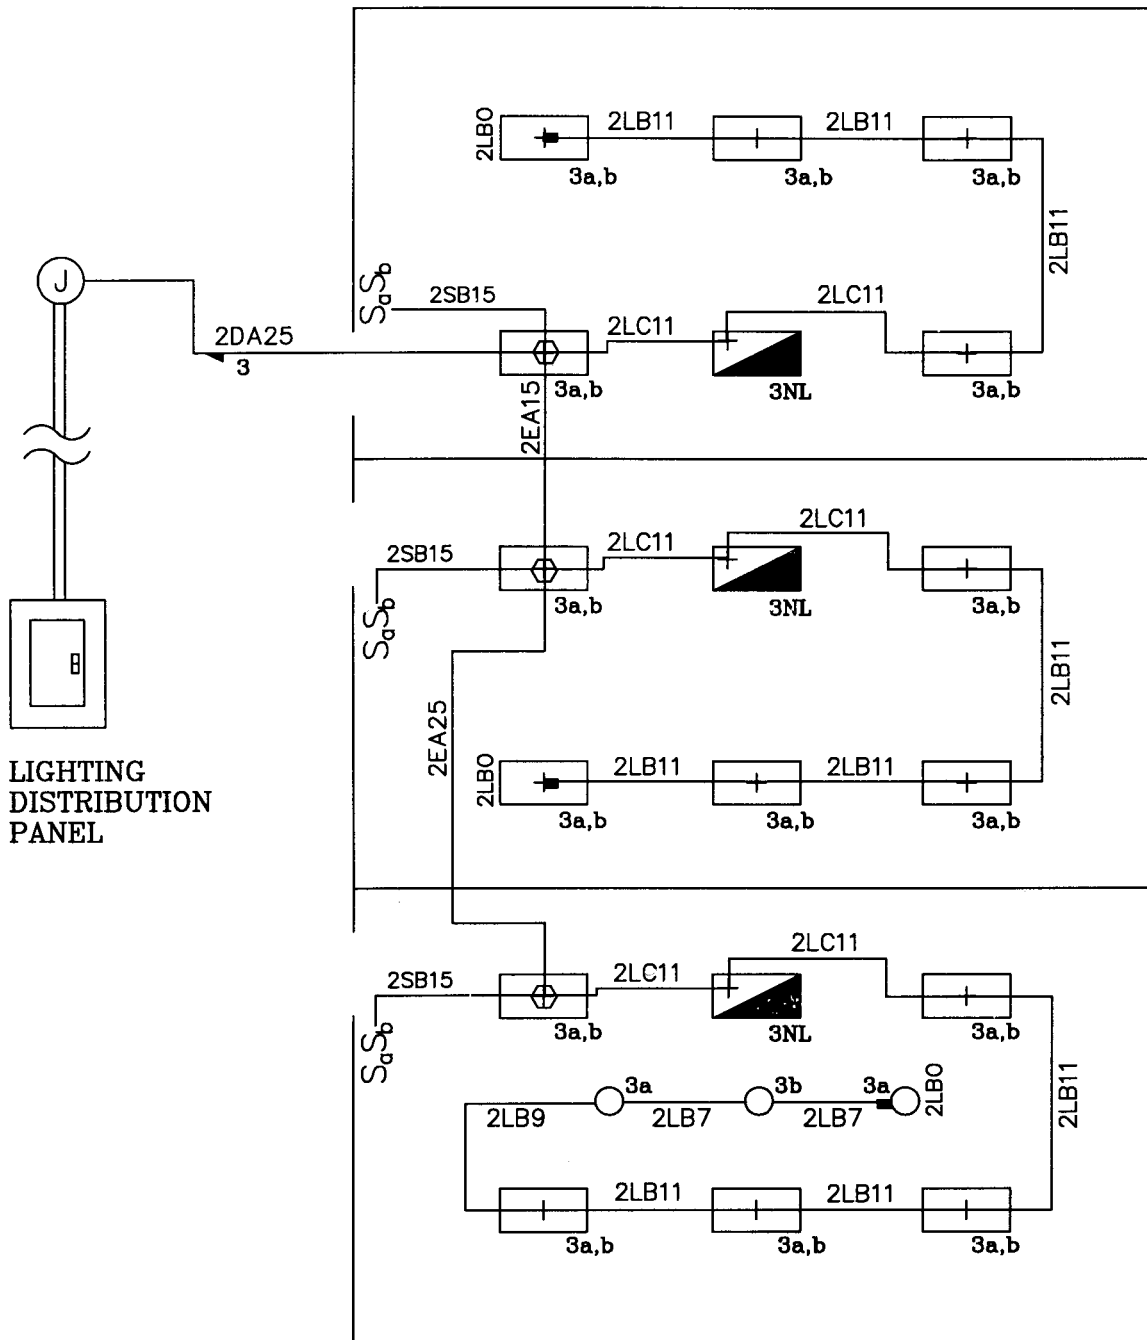 2LB0
2LB11
2LB11
3a,b
3a,b
3a,b
2LB11
J
SaSb
2SB15
2LC11
2LC11
2DA25
3
3a,b
3NL
3a,b
2EA15
2LC11
2SB15
2LC11
3a,b
3NL
3a,b
SaSb
2LB11
2EA25
2LB0
2LB11
2LB11
3a,b
3a,b
3a,b
LIGHTING
DISTRIBUTION
PANEL
2LC11
2SB15
2LC11
3a,b
3NL
3a,b
SaSb
3a
3b
3a
2LB0
2LB11
2LB9
2LB7
2LB7
2LB11
2LB11
3a,b
3a,b
3a,b